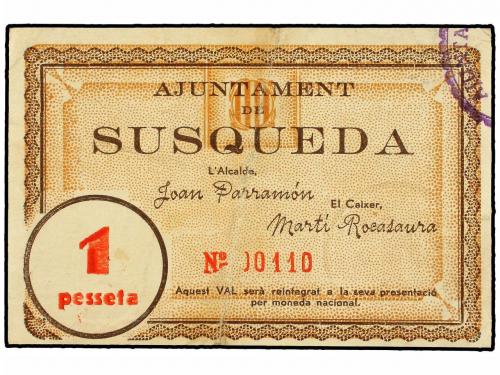 AJUNTAMENT
DE
SUSQUEDA
L'Alcalde,
Joan Parramón
El Caixer,
Martí Rocasaura
1
pesseta
Nº 00110
Aquest VAL serà reintegrat a la seva presentació
per moneda nacional.